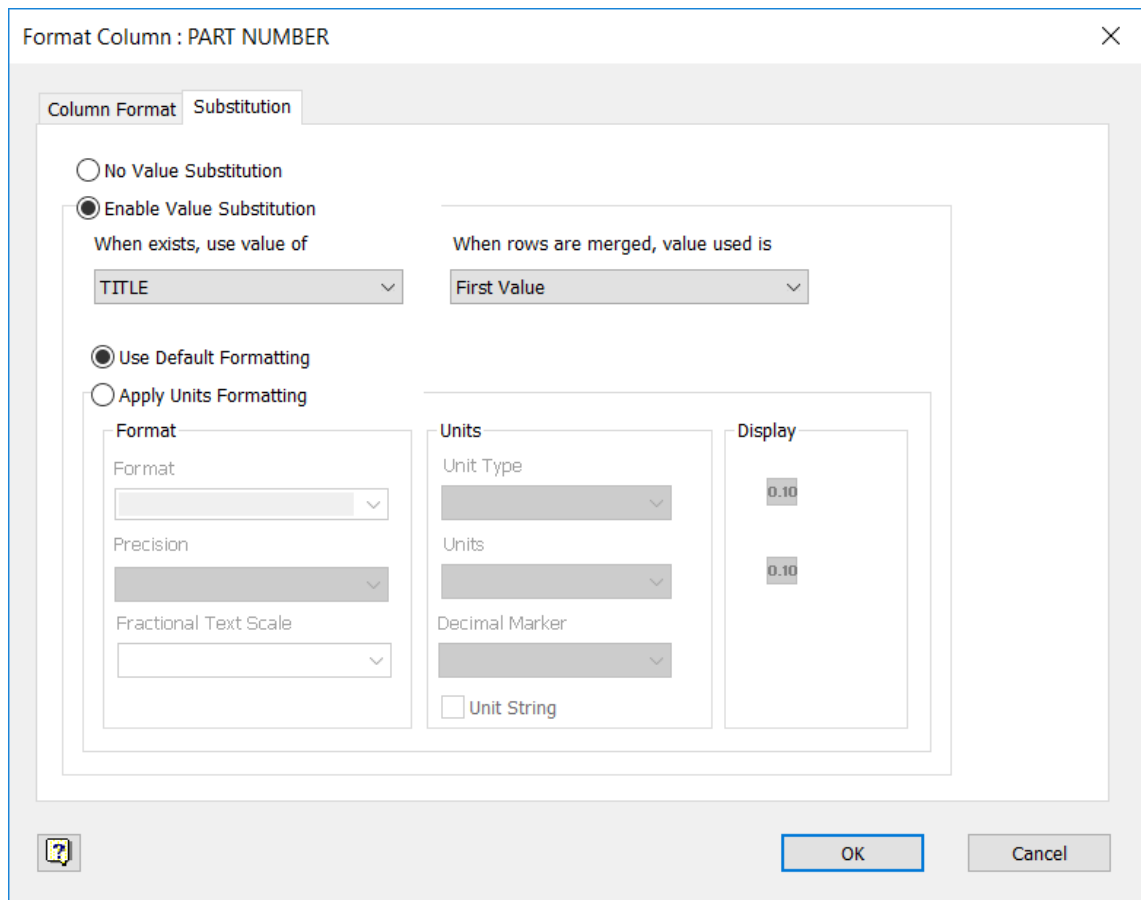 Format Column : PART NUMBER
Column Format
Substitution
No Value Substitution
Enable Value Substitution
When exists, use value of
When rows are merged, value used is
TITLE
First Value
Use Default Formatting
Apply Units Formatting
Format
Units
Display
Format
Unit Type
0.10
Precision
Units
0.10
Fractional Text Scale
Decimal Marker
Unit String
?
OK
Cancel